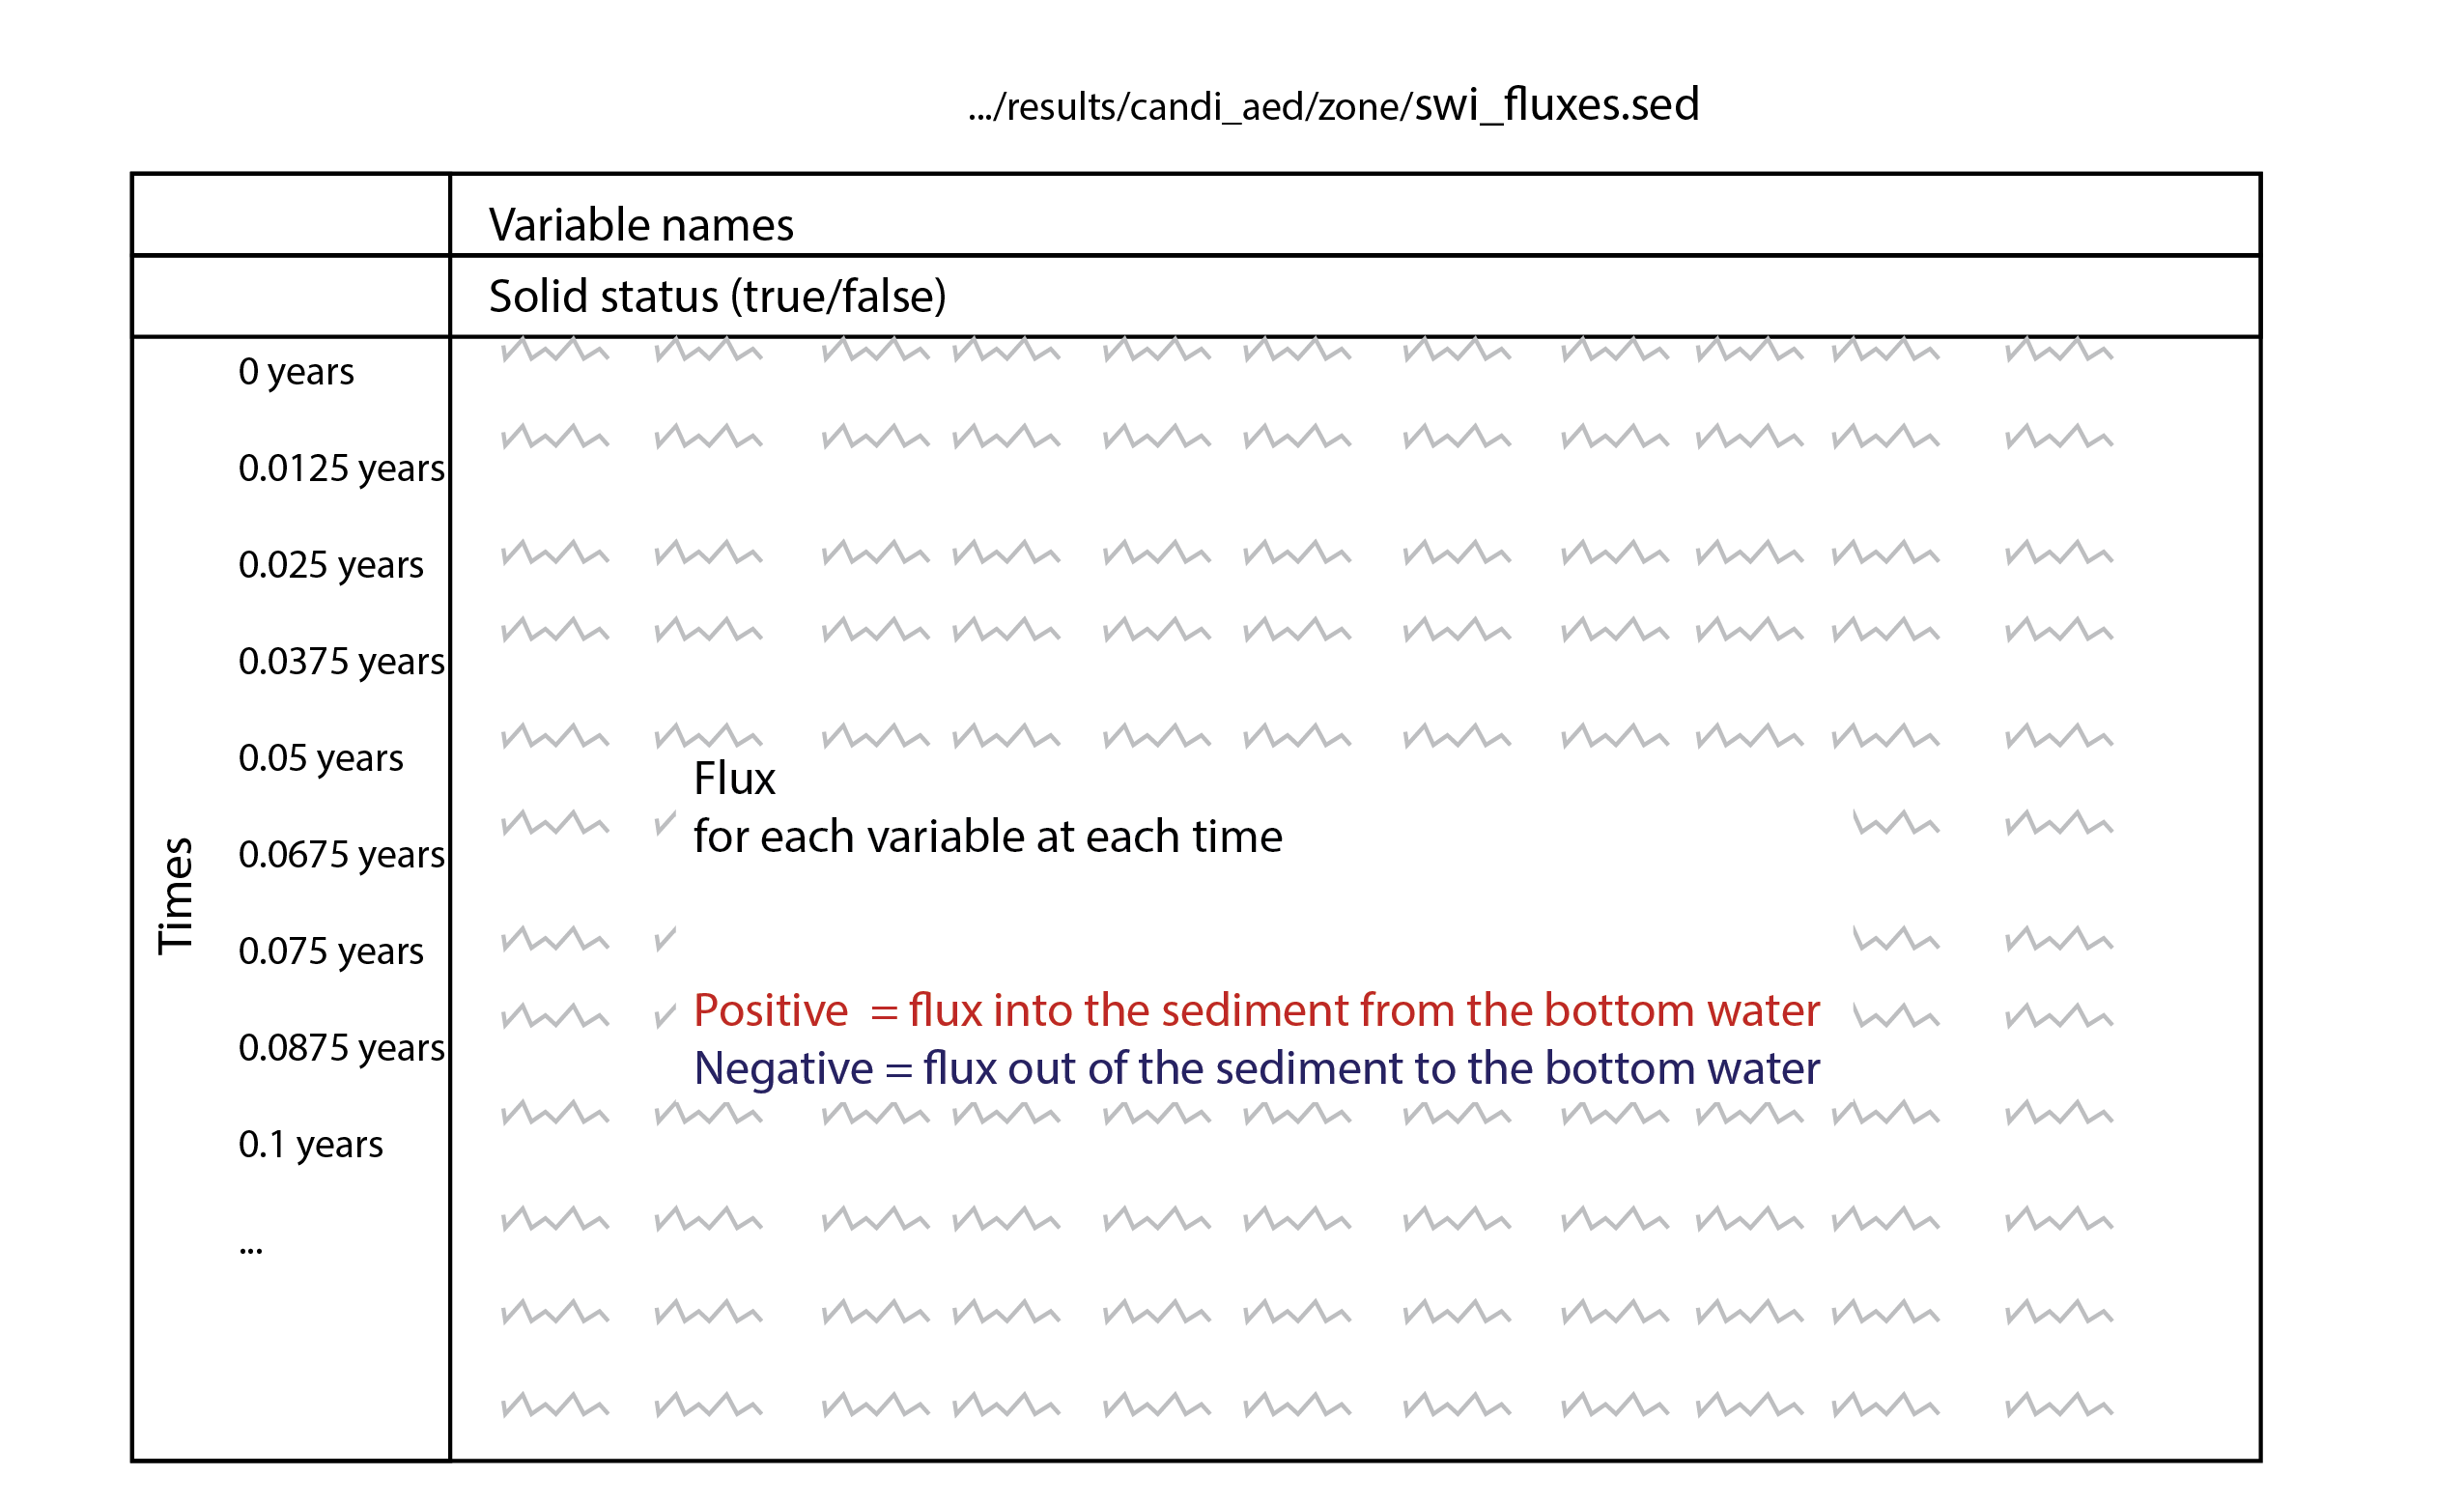 .../results/candi_aed/zone/swi_fluxes.sed
Variable names
Solid status (true/false)
Times
0 years
0.0125 years
0.025 years
0.0375 years
0.05 years
0.0675 years
0.075 years
0.0875 years
0.1 years
...
Flux
for each variable at each time
Positive = flux into the sediment from the bottom water
Negative = flux out of the sediment to the bottom water